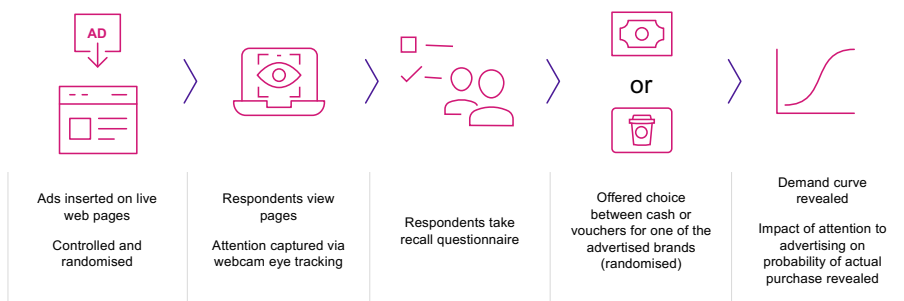 AD
or
Ads inserted on live
web pages
Controlled and
randomised
Respondents view
pages
Attention captured via
webcam eye tracking
Respondents take
recall questionnaire
Offered choice
between cash or
vouchers for one of the
advertised brands
(randomised)
Demand curve
revealed
Impact of attention to
advertising on
probability of actual
purchase revealed